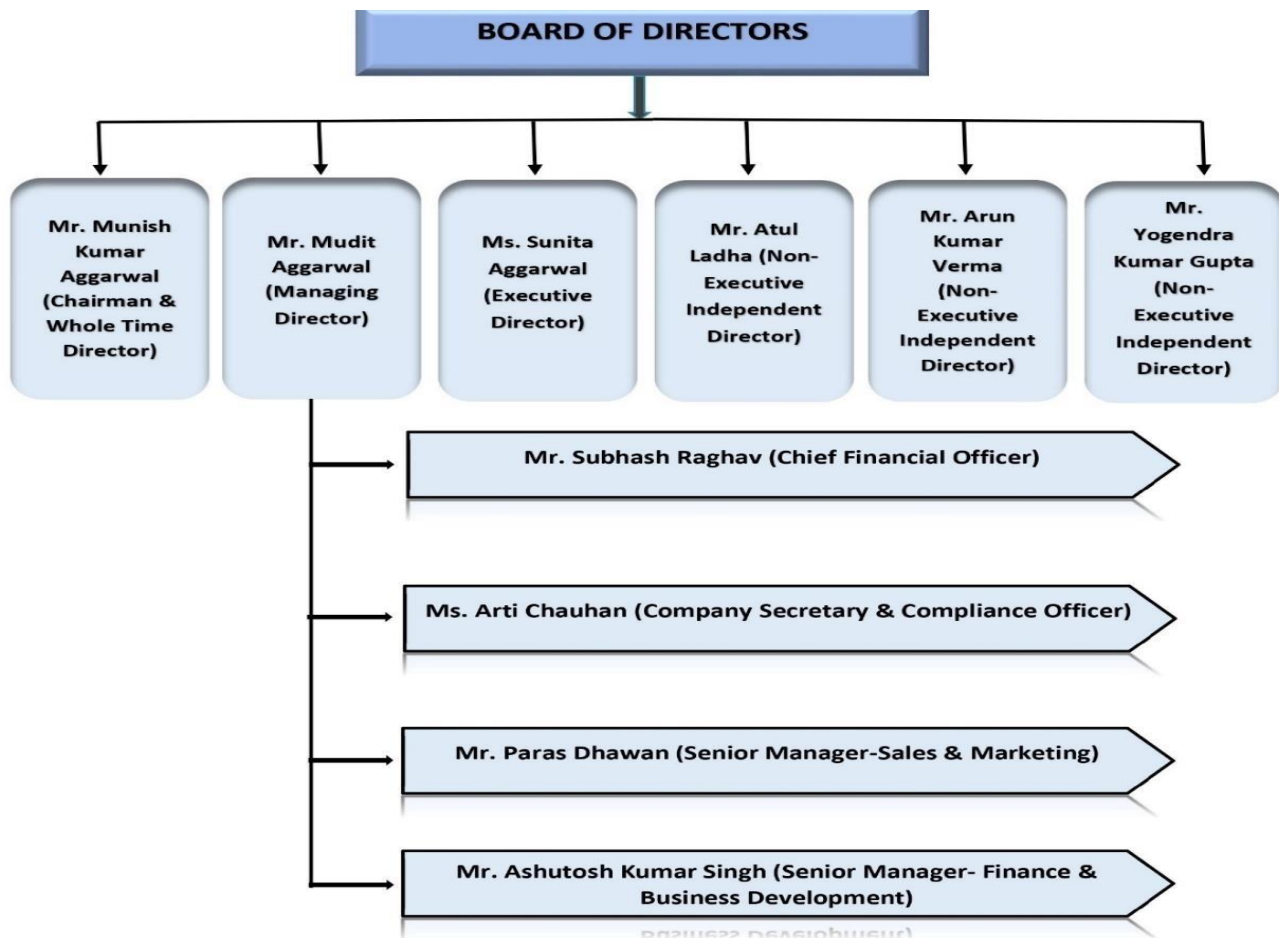 BOARD OF DIRECTORS
Mr. Munish
Kumar
Aggarwal
(Chairman &
Whole Time
Director)
Mr. Mudit
Aggarwal
(Managing
Director)
Ms. Sunita
Aggarwal
(Executive
Director)
Mr. Atul
Ladha (Non-
Executive
Independent
Director)
Mr. Arun
Kumar
Verma
(Non-
Executive
Independent
Director)
Mr.
Yogendra
Kumar Gupta
(Non-
Executive
Independent
Director)
Mr. Subhash Raghav (Chief Financial Officer)
Ms. Arti Chauhan (Company Secretary & Compliance Officer)
Mr. Paras Dhawan (Senior Manager-Sales & Marketing)
Mr. Ashutosh Kumar Singh (Senior Manager- Finance &
Business Development)